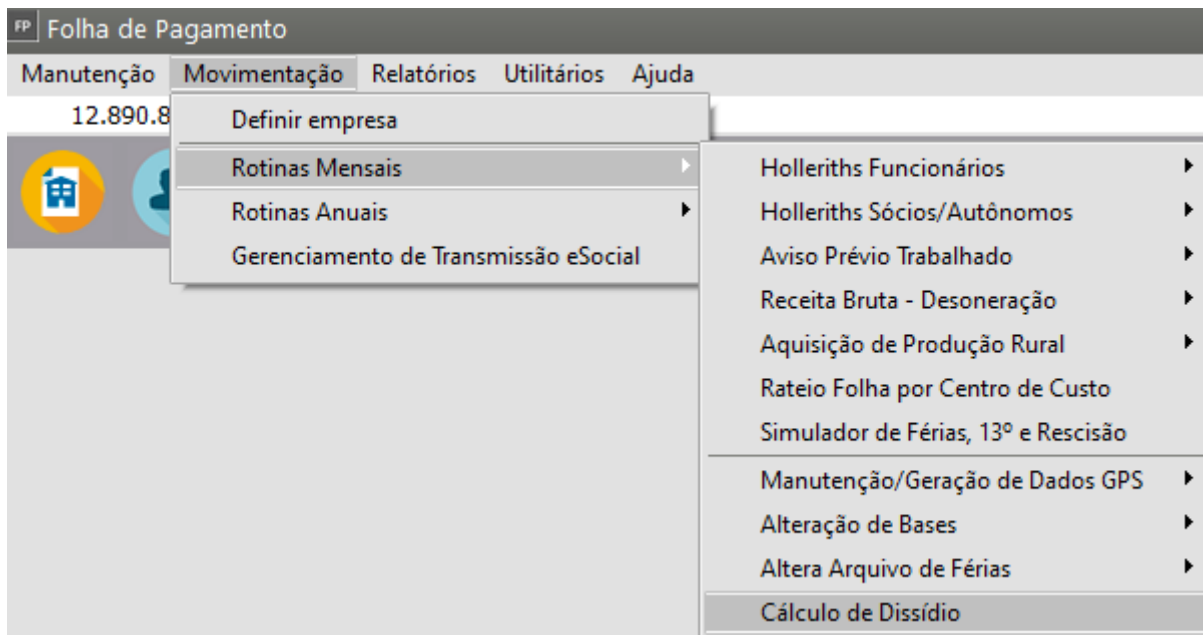 FP Folha de Pagamento
Manutenção Movimentação Relatórios Utilitários Ajuda
12.890.8
Definir empresa
Rotinas Mensais
Rotinas Anuais
Gerenciamento de Transmissão eSocial
Holleriths Funcionários
Holleriths Sócios/Autônomos
Aviso Prévio Trabalhado
Receita Bruta - Desoneração
Aquisição de Produção Rural
Rateio Folha por Centro de Custo
Simulador de Férias, 13º e Rescisão
Manutenção/Geração de Dados GPS
Alteração de Bases
Altera Arquivo de Férias
Cálculo de Dissídio